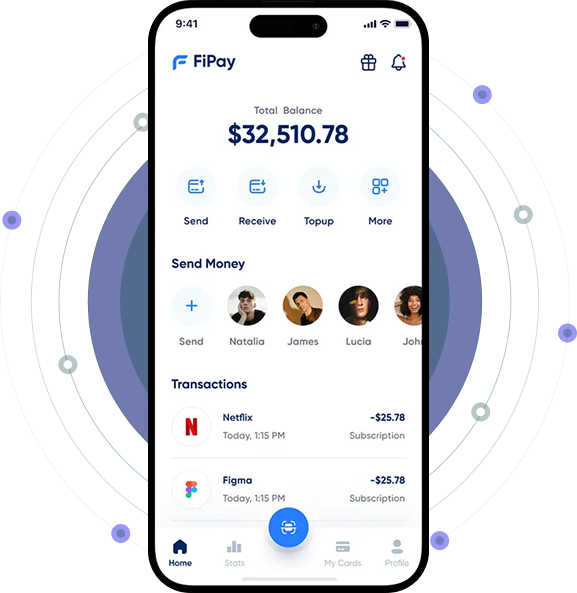 9:41
FiPay
Total Balance
$32,510.78
Send Receive Topup More
Send Money
Send Natalia James Lucia John
Transactions
Netflix -$25.78
Today, 1:15 PM Subscription
Figma -$25.78
Today, 1:15 PM Subscription
Home Stats My Cards Profile